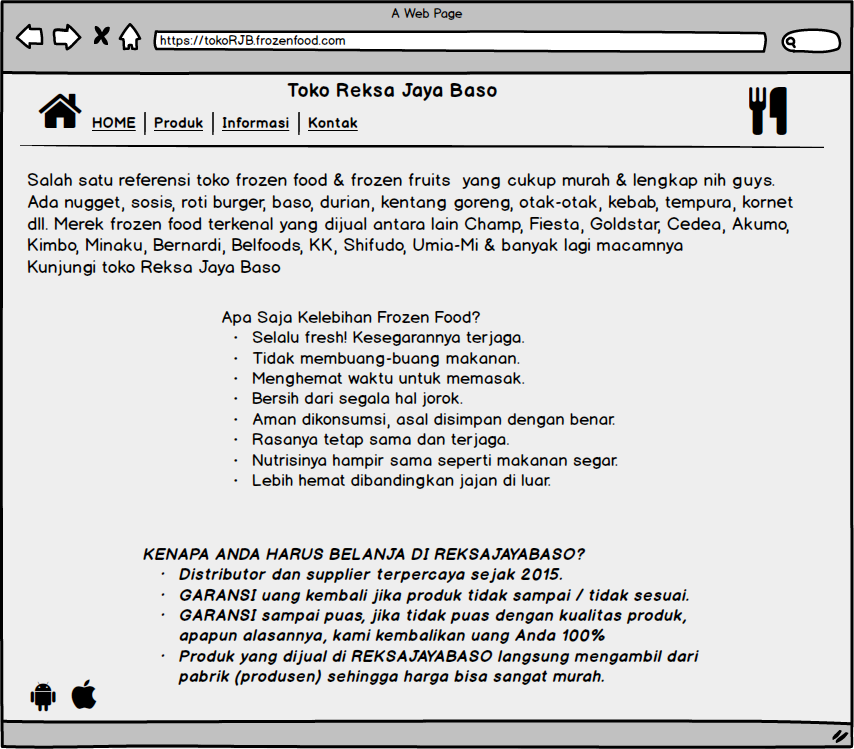 A Web Page
https://tokoRJB.frozenfood.com
Toko Reksa Jaya Baso
HOME | Produk | Informasi | Kontak
Salah satu referensi toko frozen food & frozen fruits  yang cukup murah & lengkap nih guys.
Ada nugget, sosis, roti burger, baso, durian, kentang goreng, otak-otak, kebab, tempura, kornet
dll. Merek frozen food terkenal yang dijual antara lain Champ, Fiesta, Goldstar, Cedea, Akumo,
Kimbo, Minaku, Bernardi, Belfoods, KK, Shifudo, Umia-Mi & banyak lagi macamnya
Kunjungi toko Reksa Jaya Baso
Apa Saja Kelebihan Frozen Food?
· Selalu fresh! Kesegarannya terjaga.
· Tidak membuang-buang makanan.
· Menghemat waktu untuk memasak.
· Bersih dari segala hal jorok.
· Aman dikonsumsi, asal disimpan dengan benar.
· Rasanya tetap sama dan terjaga.
· Nutrisinya hampir sama seperti makanan segar.
· Lebih hemat dibandingkan jajan di luar.
KENAPA ANDA HARUS BELANJA DI REKSAJAYABASO?
· Distributor dan supplier terpercaya sejak 2015.
· GARANSI uang kembali jika produk tidak sampai / tidak sesuai.
· GARANSI sampai puas, jika tidak puas dengan kualitas produk,
apapun alasannya, kami kembalikan uang Anda 100%
· Produk yang dijual di REKSAJAYABASO langsung mengambil dari
pabrik (produsen) sehingga harga bisa sangat murah.